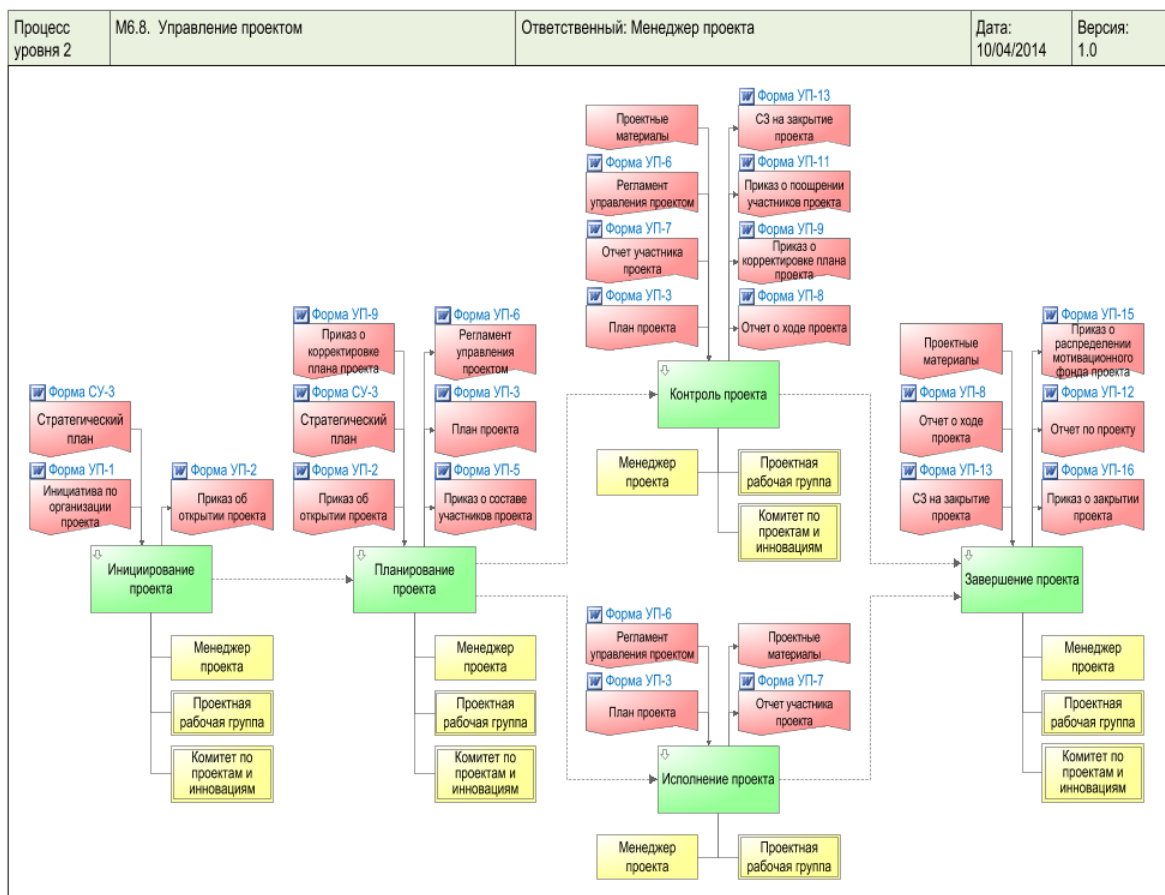 Процесс
уровня 2
М6.8. Управление проектом
Ответственный: Менеджер проекта
Дата:
10/04/2014
Версия:
1.0
Проектные
материалы
Форма УП-6
Регламент
управления проектом
Форма УП-7
Отчет участника
проекта
Форма УП-3
План проекта
Форма УП-13
СЗ на закрытие
проекта
Форма УП-11
Приказ о поощрении
участников проекта
Форма УП-9
Приказ о
корректировке плана
проекта
Форма УП-8
Отчет о ходе проекта
Контроль проекта
Менеджер
проекта
Проектная
рабочая группа
Комитет по
проектам и
инновациям
Форма СУ-3
Стратегический
план
Форма УП-1
Инициатива по
организации
проекта
Форма УП-2
Приказ об
открытии проекта
Инициирование
проекта
Менеджер
проекта
Проектная
рабочая группа
Комитет по
проектам и
инновациям
Форма УП-9
Приказ о
корректировке
плана проекта
Форма СУ-3
Стратегический
план
Форма УП-2
Приказ об
открытии проекта
Форма УП-6
Регламент
управления
проектом
Форма УП-3
План проекта
Форма УП-5
Приказ о составе
участников проекта
Планирование
проекта
Менеджер
проекта
Проектная
рабочая группа
Комитет по
проектам и
инновациям
Форма УП-6
Регламент
управления проектом
Форма УП-3
План проекта
Проектные
материалы
Форма УП-7
Отчет участника
проекта
Исполнение проекта
Менеджер
проекта
Проектная
рабочая группа
Проектные
материалы
Форма УП-8
Отчет о ходе
проекта
Форма УП-13
СЗ на закрытие
проекта
Форма УП-15
Приказ о
распределении
мотивационного
фонда проекта
Форма УП-12
Отчет по проекту
Форма УП-16
Приказ о закрытии
проекта
Завершение проекта
Менеджер
проекта
Проектная
рабочая группа
Комитет по
проектам и
инновациям